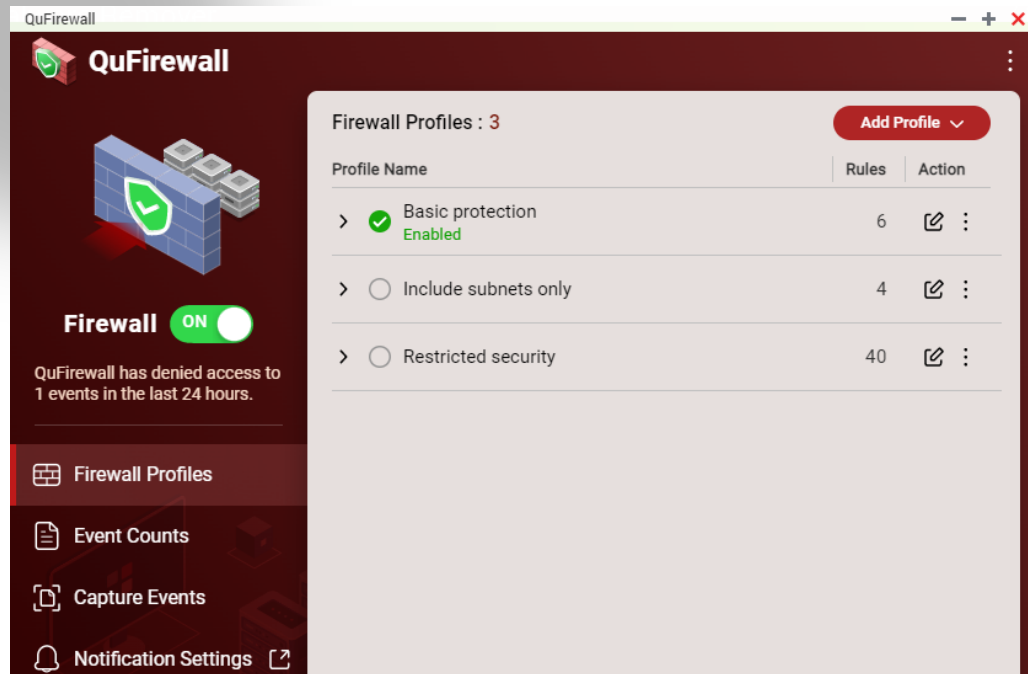 QuFirewall
QuFirewall
Firewall ON
QuFirewall has denied access to
1 events in the last 24 hours.
Firewall Profiles
Event Counts
Capture Events
Notification Settings
Firewall Profiles : 3
Add Profile
Profile Name Rules Action
Basic protection 6
Enabled
Include subnets only 4
Restricted security 40